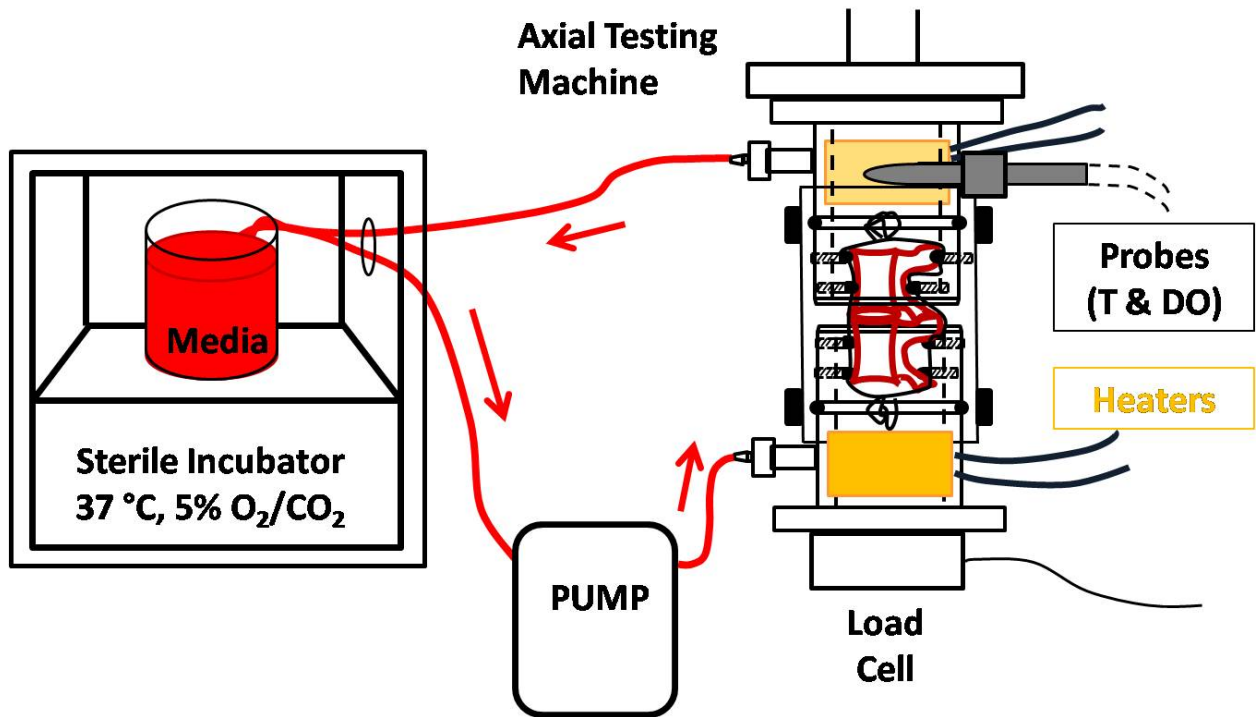 Axial Testing
Machine
Media
Sterile Incubator
37 °C, 5% O₂/CO₂
PUMP
Probes
(T & DO)
Heaters
Load
Cell